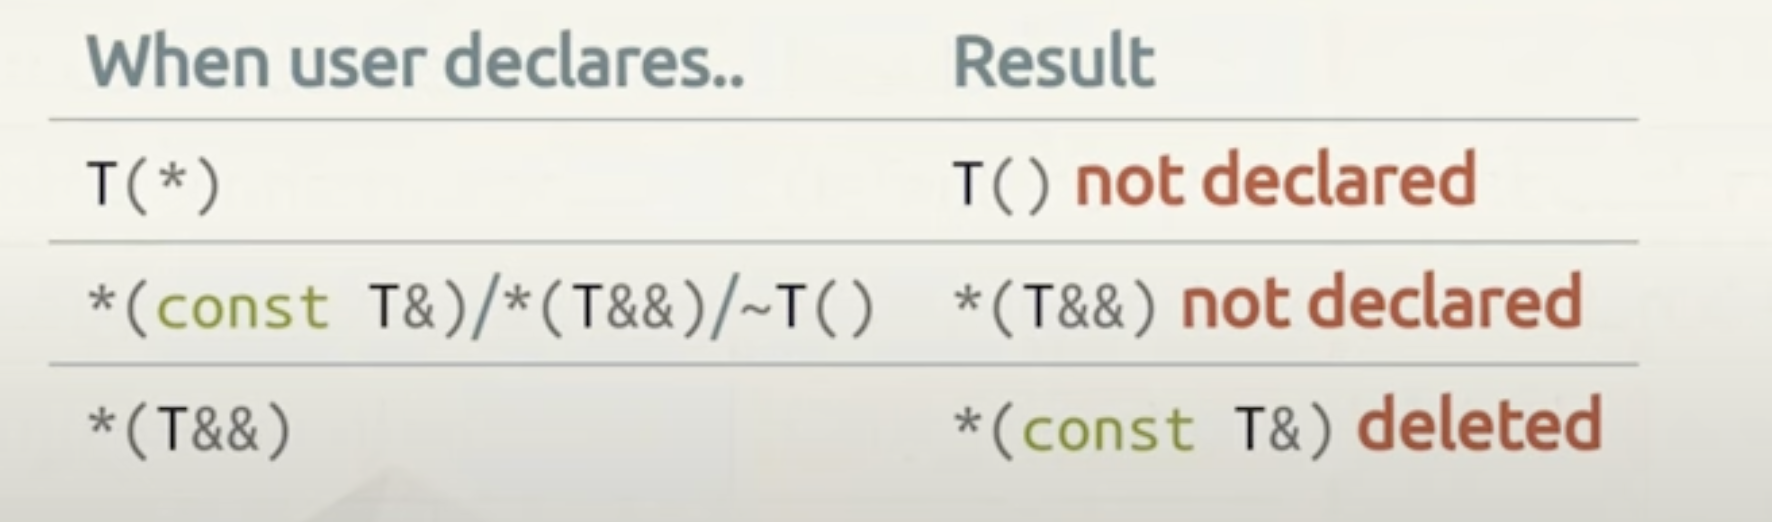 When user declares.. Result
T(*) T() not declared
*(const T&)/*(T&&)/~T() *(T&&) not declared
*(T&&) *(const T&) deleted